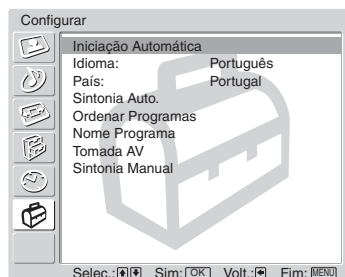 Configurar
Iniciação Automática
Idioma: Português
País: Portugal
Sintonia Auto.
Ordenar Programas
Nome Programa
Tomada AV
Sintonia Manual
Selec.: Sim: OK Volt.: Fim: MENU